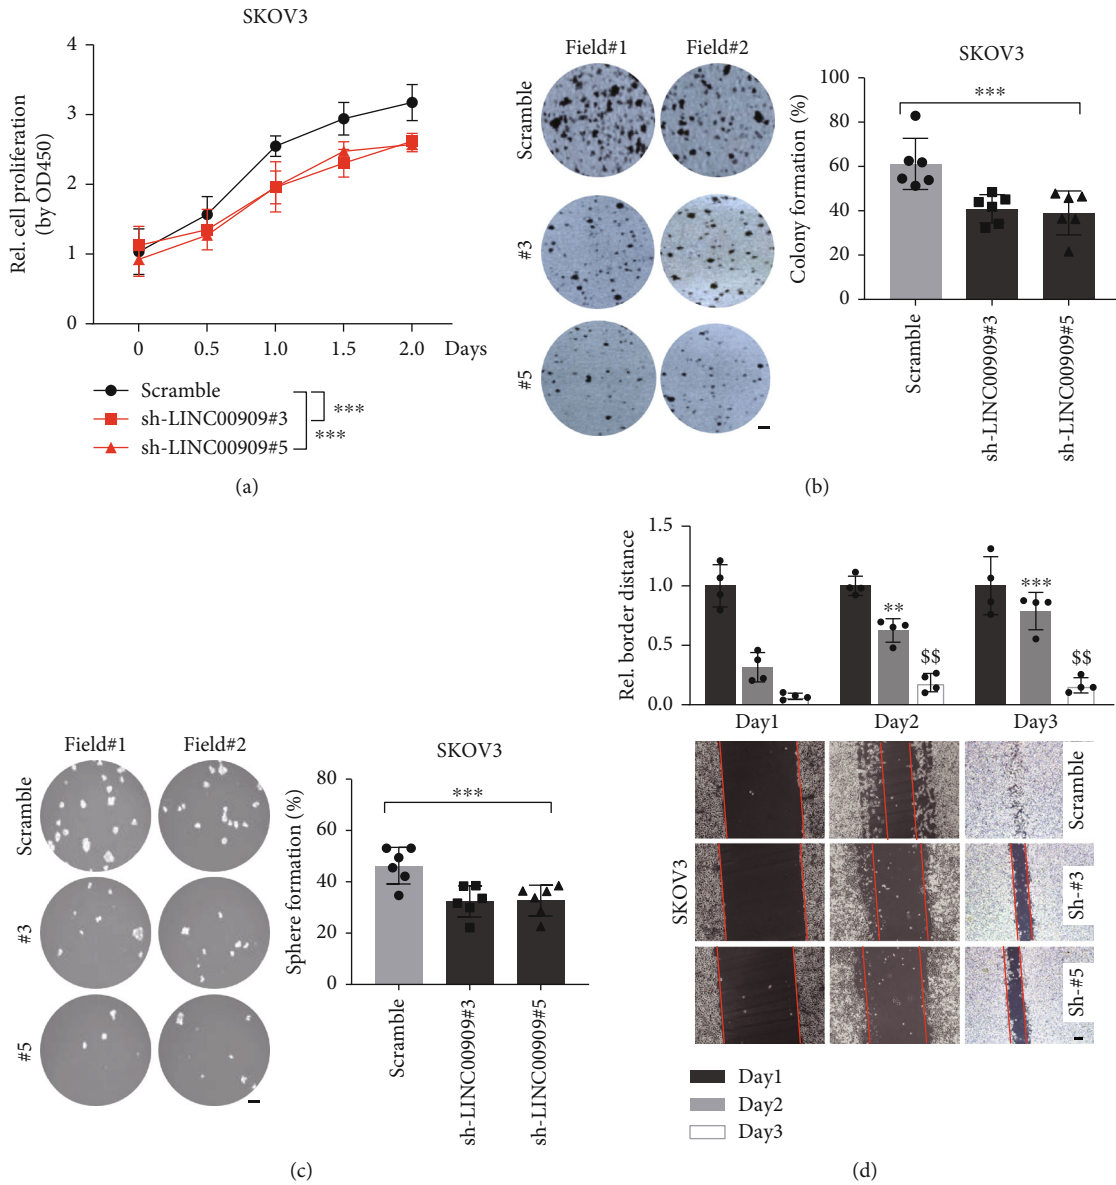 SKOV3
Rel. cell proliferation
(by OD450)
4
3
2
1
0
0
0.5
1.0
1.5
2.0
Days
Scramble
sh-LINC00909#3
sh-LINC00909#5
***
***
(a)
Field#1
Field#2
Scramble
#3
#5
SKOV3
***
Colony formation (%)
100
80
60
40
20
0
Scramble
sh-LINC00909#3
sh-LINC00909#5
(b)
Field#1
Field#2
Scramble
#3
#5
SKOV3
***
Sphere formation (%)
80
60
40
20
0
Scramble
sh-LINC00909#3
sh-LINC00909#5
(c)
Rel. border distance
1.5
1.0
0.5
0.0
**
$$
***
$$
Day1
Day2
Day3
SKOV3
Scramble
Sh-#3
Sh-#5
Day1
Day2
Day3
(d)